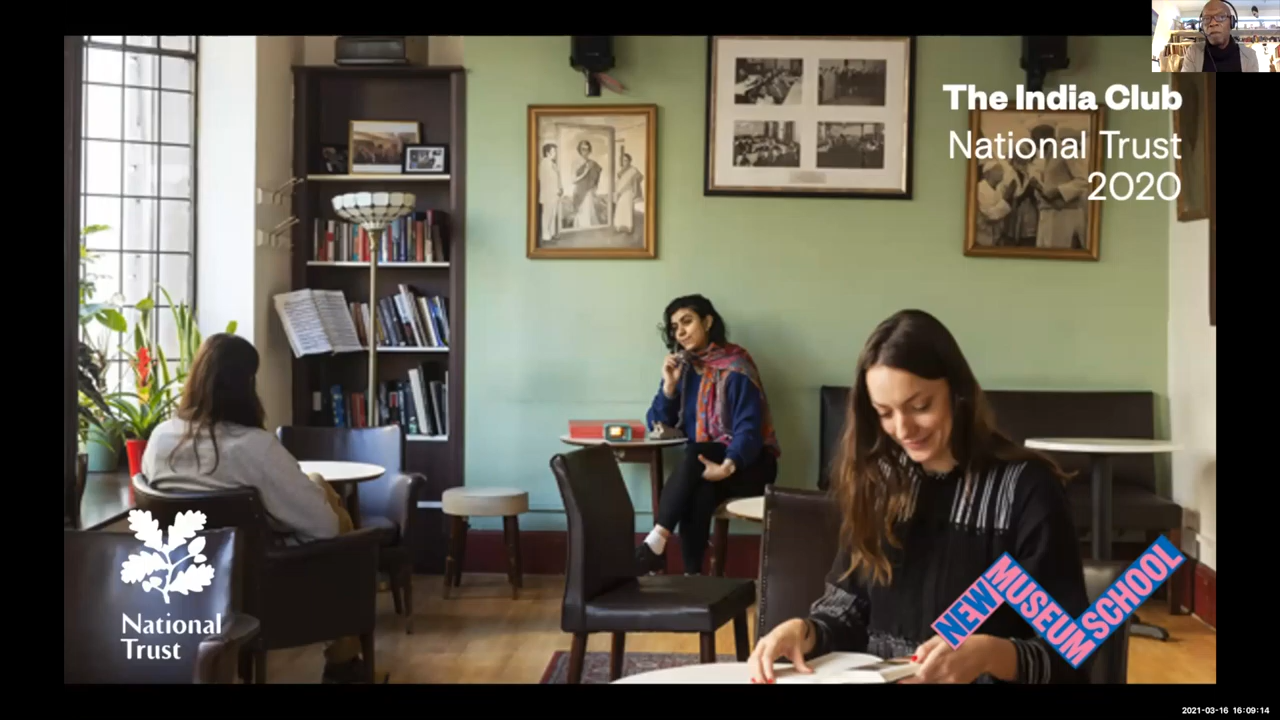 The India Club
National Trust
2020
National
Trust
NEW
MUSEUM
SCHOOL
2021-03-16 16:09:14